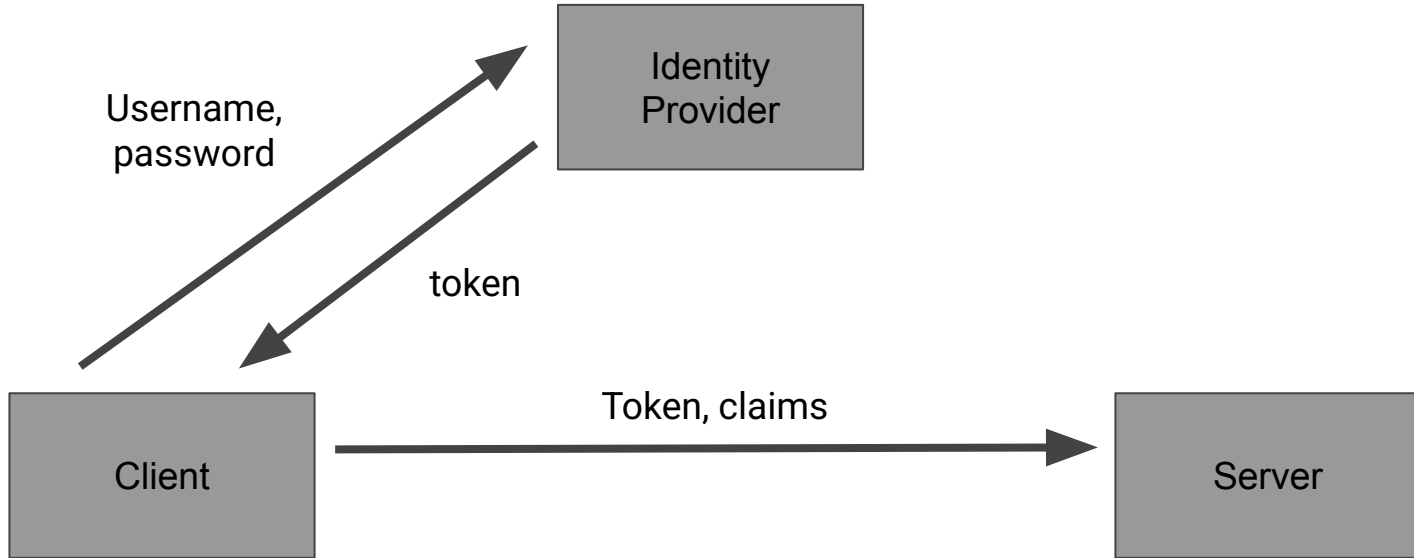 Identity
Provider
Username,
password
token
Token, claims
Client
Server